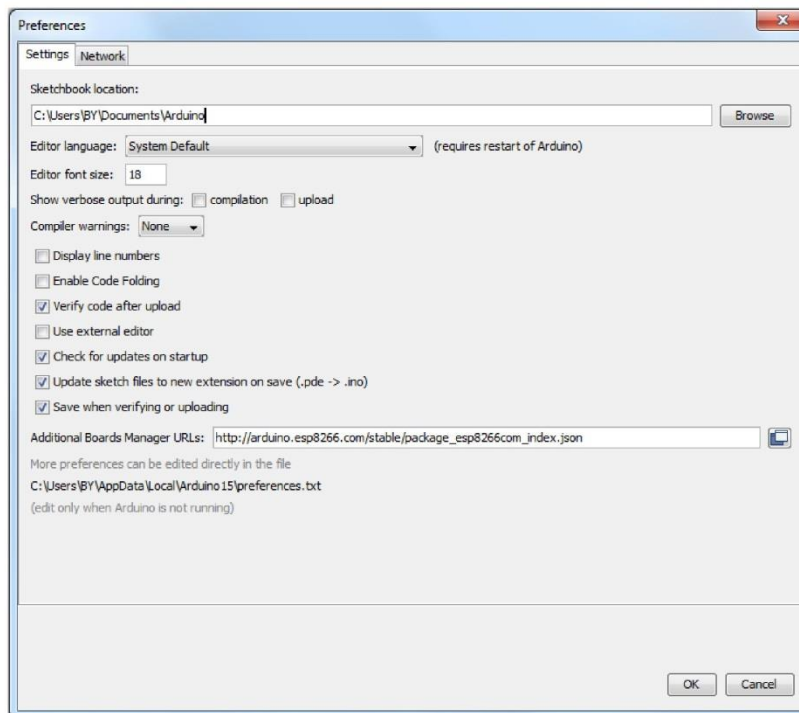 Preferences
Settings Network
Sketchbook location:
C:\Users\BY\Documents\Arduino Browse
Editor language: System Default (requires restart of Arduino)
Editor font size: 18
Show verbose output during: compilation upload
Compiler warnings: None
Display line numbers
Enable Code Folding
Verify code after upload
Use external editor
Check for updates on startup
Update sketch files to new extension on save (.pde -> .ino)
Save when verifying or uploading
Additional Boards Manager URLs: http://arduino.esp8266.com/stable/package_esp8266com_index.json
More preferences can be edited directly in the file
C:\Users\BY\AppData\Local\Arduino15\preferences.txt
(edit only when Arduino is not running)
OK Cancel